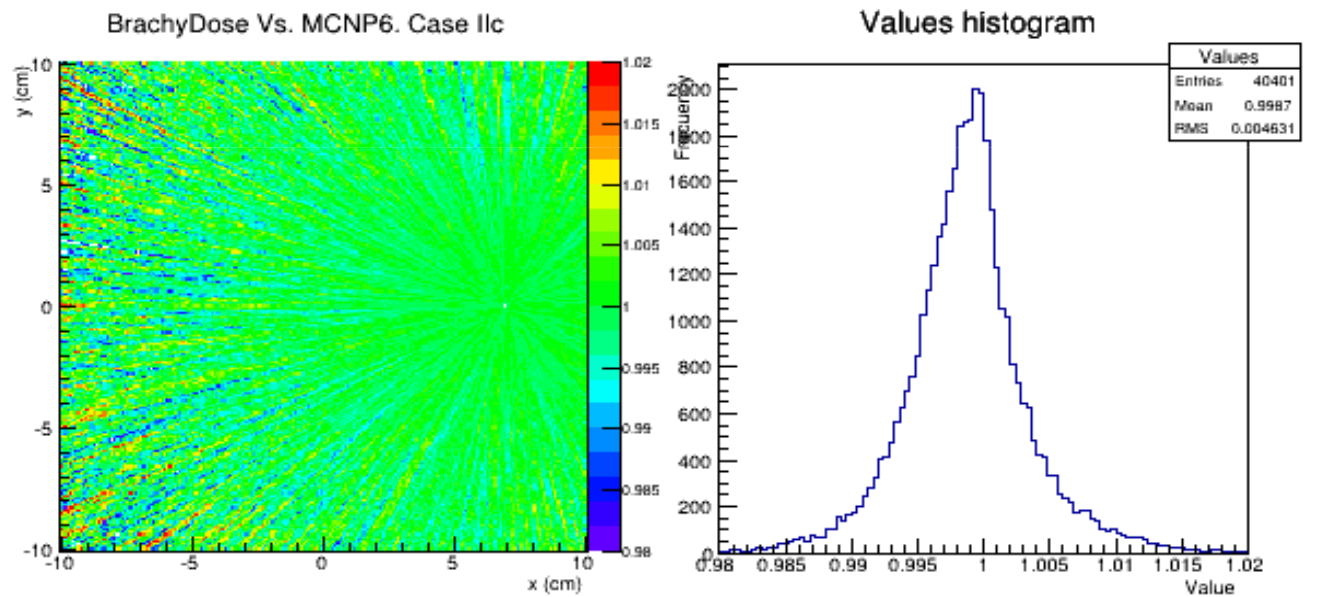 BrachyDose Vs. MCNP6. Case IIc
y (cm)
10
5
0
-5
-10
-10
-5
0
5
10
x (cm)
1.02
1.015
1.01
1.005
1
0.995
0.99
0.985
0.98
Values histogram
Values
Entries 40401
Mean 0.9987
RMS 0.004631
Frecuency
2000
1800
1600
1400
1200
1000
800
600
400
200
0
0.98 0.985 0.99 0.995 1 1.005 1.01 1.015 1.02
Value